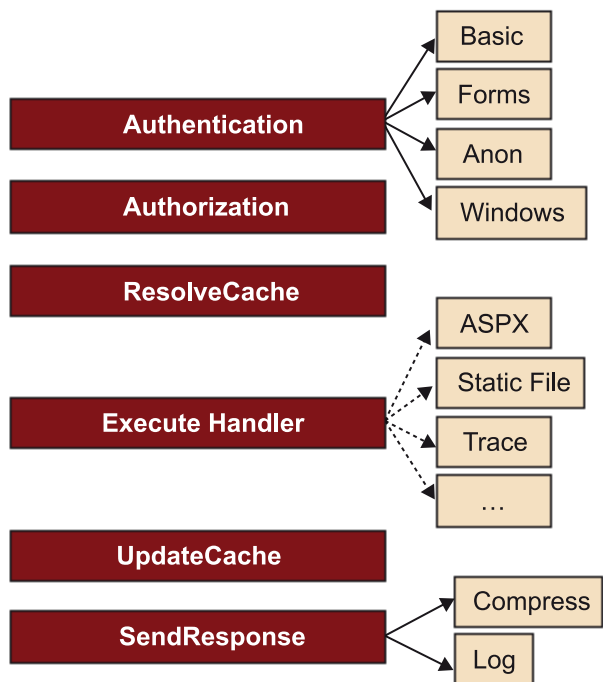 Basic
Forms
Authentication
Anon
Authorization
Windows
ResolveCache
ASPX
Static File
Execute Handler
Trace
...
UpdateCache
Compress
SendResponse
Log